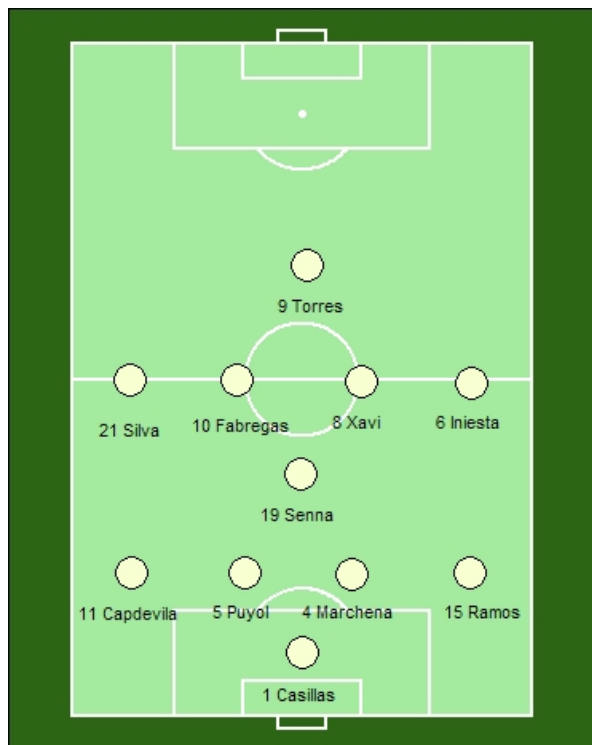 9 Torres
21 Silva
10 Fabregas
8 Xavi
6 Iniesta
19 Senna
11 Capdevila
5 Puyol
4 Marchena
15 Ramos
1 Casillas